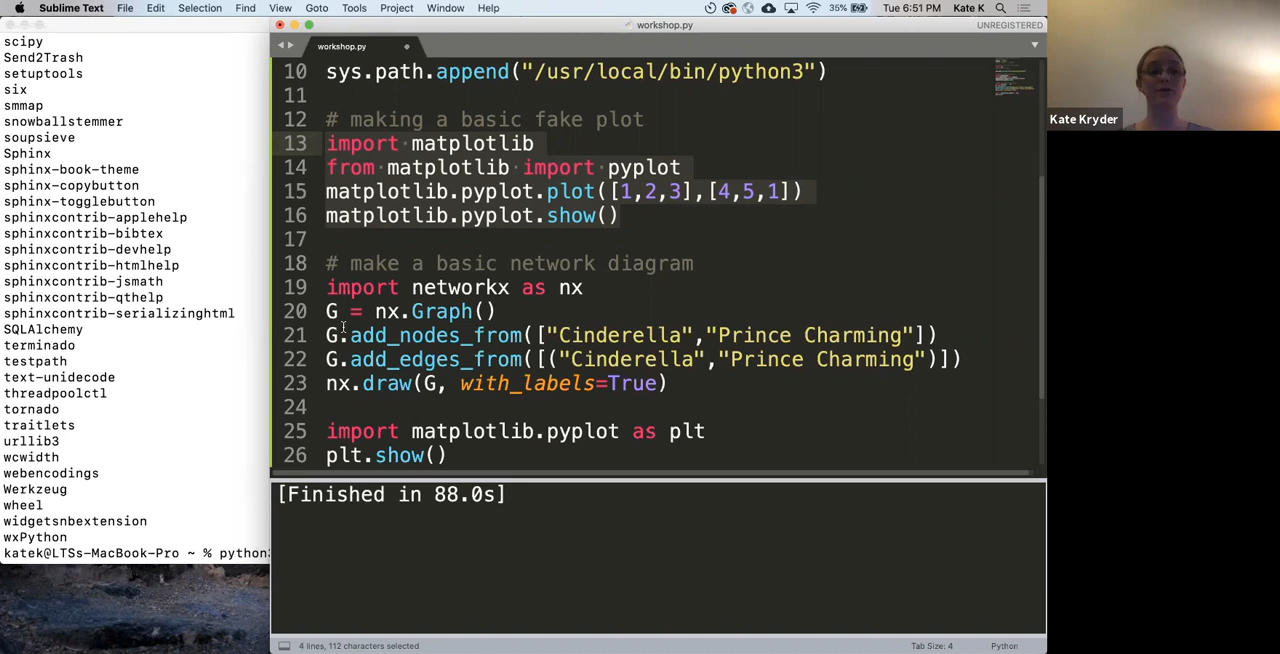 Sublime Text File Edit Selection Find View Goto Tools Project Window Help 35% Tue 6:51 PM Kate K
workshop.py UNREGISTERED
workshop.py
scipy
Send2Trash
setuptools
six
smmap
snowballstemmer
soupsieve
Sphinx
sphinx-book-theme
sphinx-copybutton
sphinx-togglebutton
sphinxcontrib-applehelp
sphinxcontrib-bibtex
sphinxcontrib-devhelp
sphinxcontrib-htmlhelp
sphinxcontrib-jsmath
sphinxcontrib-qthelp
sphinxcontrib-serializinghtml
SQLAlchemy
terminado
testpath
text-unidecode
threadpoolctl
tornado
traitlets
urllib3
wcwidth
webencodings
Werkzeug
wheel
widgetsnbextension
wxPython
katek@LTSs-MacBook-Pro ~ % python3
10 sys.path.append("/usr/local/bin/python3")
11
12 # making a basic fake plot
13 import matplotlib
14 from matplotlib import pyplot
15 matplotlib.pyplot.plot([1,2,3],[4,5,1])
16 matplotlib.pyplot.show()
17
18 # make a basic network diagram
19 import networkx as nx
20 G = nx.Graph()
21 G.add_nodes_from(["Cinderella","Prince Charming"])
22 G.add_edges_from([("Cinderella","Prince Charming")])
23 nx.draw(G, with_labels=True)
24
25 import matplotlib.pyplot as plt
26 plt.show()
[Finished in 88.0s]
4 lines, 112 characters selected Tab Size: 4 Python
Kate Kryder